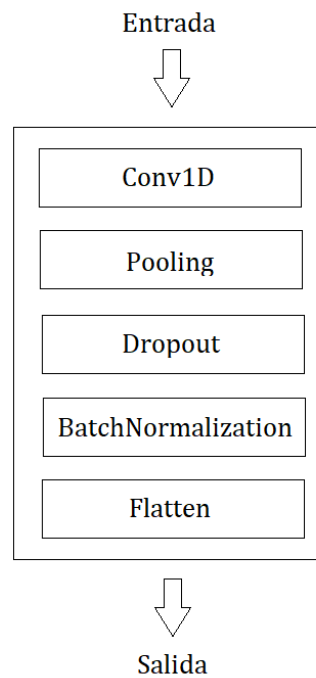 Entrada
Conv1D
Pooling
Dropout
BatchNormalization
Flatten
Salida